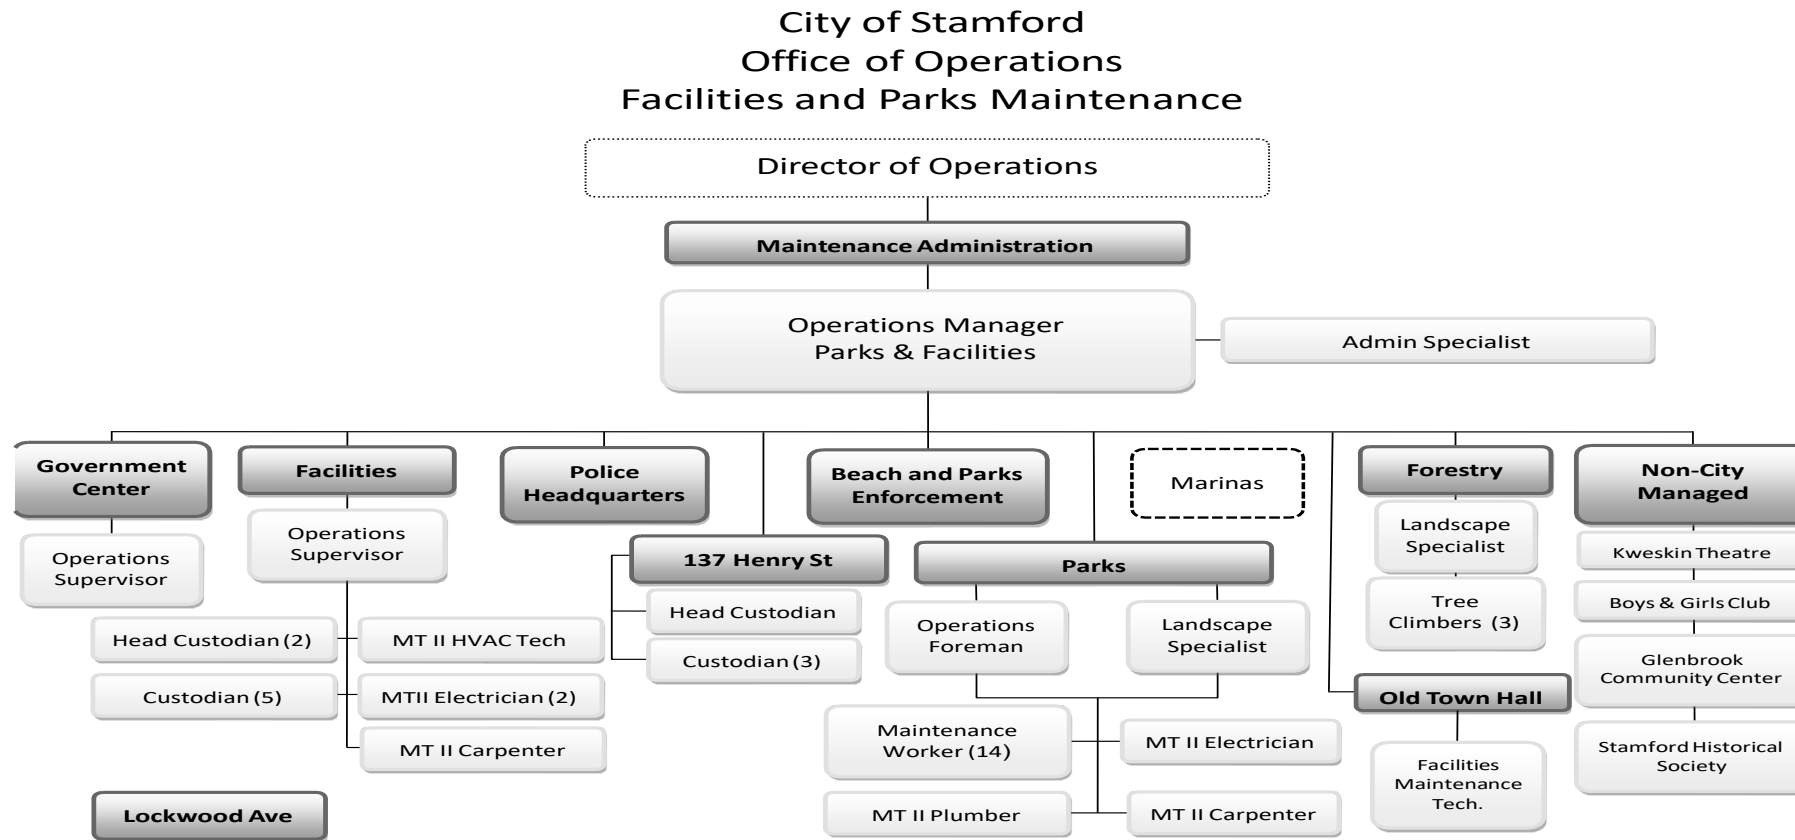 City of Stamford
Office of Operations
Facilities and Parks Maintenance
Director of Operations
Maintenance Administration
Operations Manager
Parks & Facilities
Admin Specialist
Government
Center
Operations
Supervisor
Facilities
Operations
Supervisor
Head Custodian (2)
MT II HVAC Tech
Custodian (5)
MTII Electrician (2)
MT II Carpenter
Lockwood Ave
Police
Headquarters
137 Henry St
Head Custodian
Custodian (3)
Beach and Parks
Enforcement
Parks
Operations
Foreman
Landscape
Specialist
Maintenance
Worker (14)
MT II Electrician
MT II Plumber
MT II Carpenter
Marinas
Forestry
Landscape
Specialist
Tree
Climbers (3)
Old Town Hall
Facilities
Maintenance
Tech.
Non-City
Managed
Kweskin Theatre
Boys & Girls Club
Glenbrook
Community Center
Stamford Historical
Society